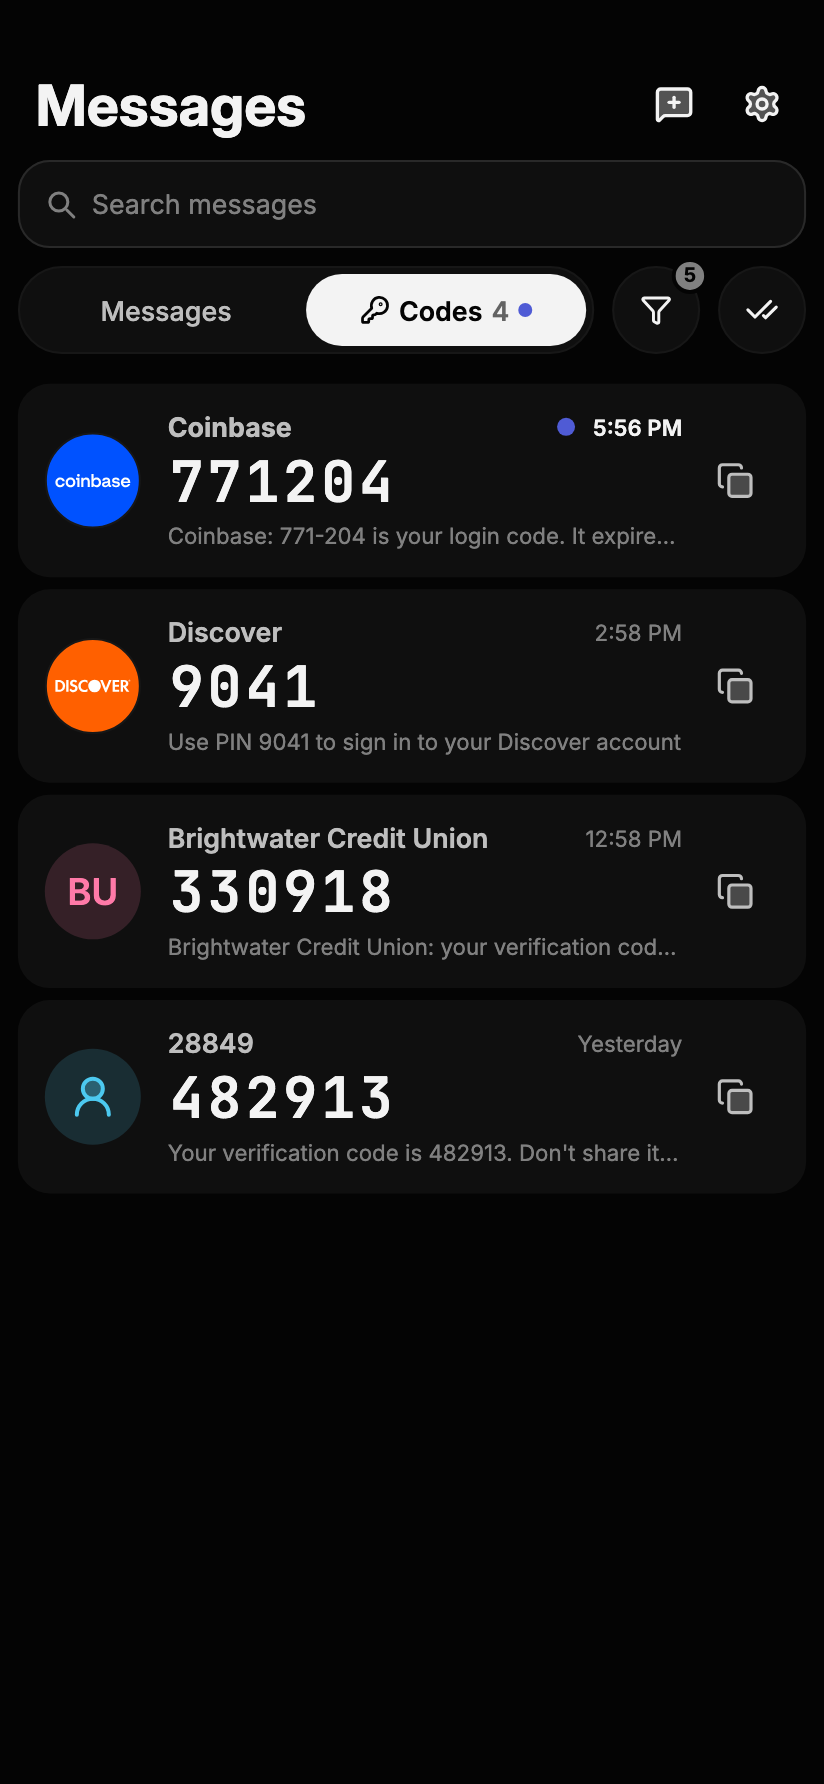 Messages
Search messages
Messages
Codes 4
5
Coinbase
5:56 PM
coinbase
771204
Coinbase: 771-204 is your login code. It expire...
Discover
2:58 PM
DISCOVER
9041
Use PIN 9041 to sign in to your Discover account
Brightwater Credit Union
12:58 PM
BU
330918
Brightwater Credit Union: your verification cod...
28849
Yesterday
482913
Your verification code is 482913. Don't share it...